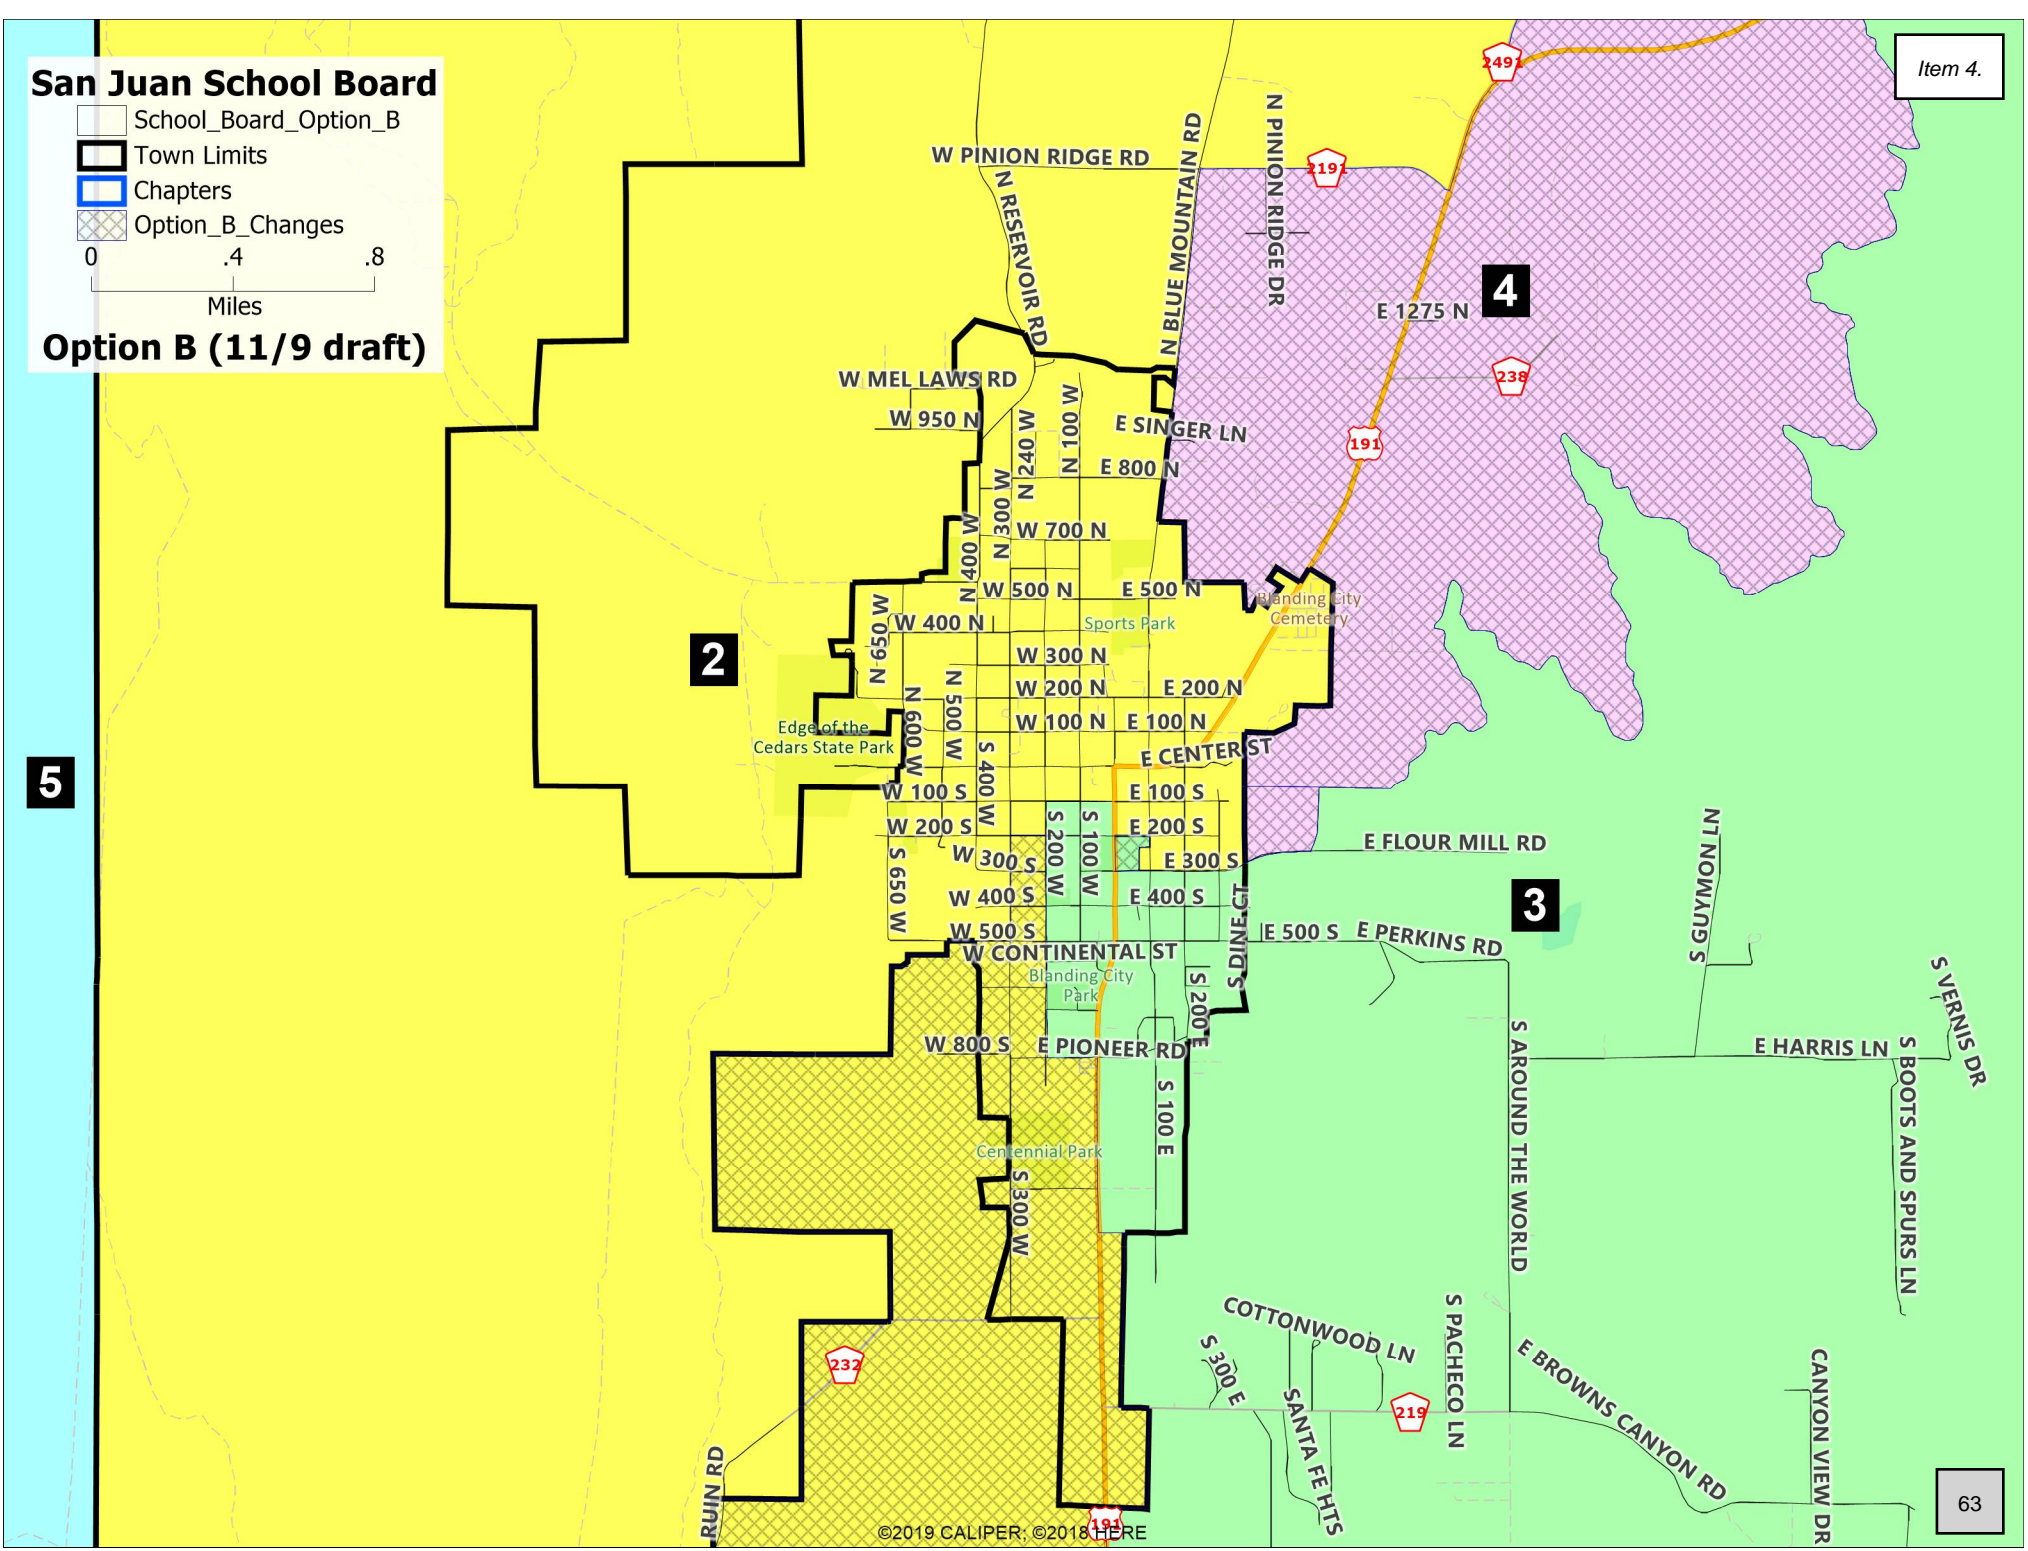 San Juan School Board
School_Board_Option_B
Town Limits
Chapters
Option_B_Changes
0 .4 .8
Miles
Option B (11/9 draft)
Item 4.
2491
W PINION RIDGE RD
N BLUE MOUNTAIN RD
N PINION RIDGE DR
2191
N RESERVOIR RD
4
E 1275 N
238
W MEL LAWS RD
W 950 N
N 240 W
N 100 W
E SINGER LN
191
E 800 N
N 300 W
N 400 W
W 700 N
W 500 N
E 500 N
Blanding City
Cemetery
N 650 W
W 400 N
Sports Park
2
W 300 N
N 500 W
W 200 N
E 200 N
N 600 W
W 100 N
E 100 N
Edge of the
Cedars State Park
S 400 W
E CENTER ST
5
W 100 S
E 100 S
S 200 W
S 100 W
W 200 S
E 200 S
S 650 W
W 300 S
E 300 S
E FLOUR MILL RD
S GUYMON LN
W 400 S
E 400 S
S DINE CT
3
W 500 S
E 500 S
E PERKINS RD
W CONTINENTAL ST
Blanding City
Park
S 200 E
S VERNIS DR
W 800 S
E PIONEER RD
S AROUND THE WORLD
E HARRIS LN
S BOOTS AND SPURS LN
S 100 E
Centennial Park
S 300 W
COTTONWOOD LN
S 300 E
S PACHECO LN
E BROWNS CANYON RD
CANYON VIEW DR
232
219
SANTA FE HTS
RUIN RD
191
©2019 CALIPER; ©2018 HERE
63